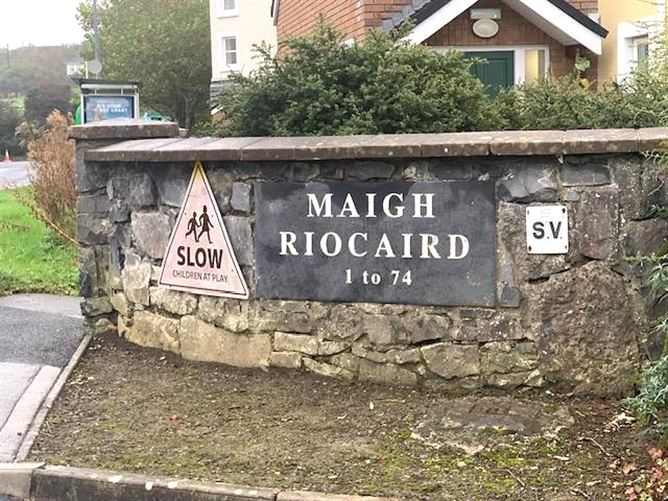 SLOW
CHILDREN AT PLAY
MAIGH
RIOCAIRD
1 to 74
S.V